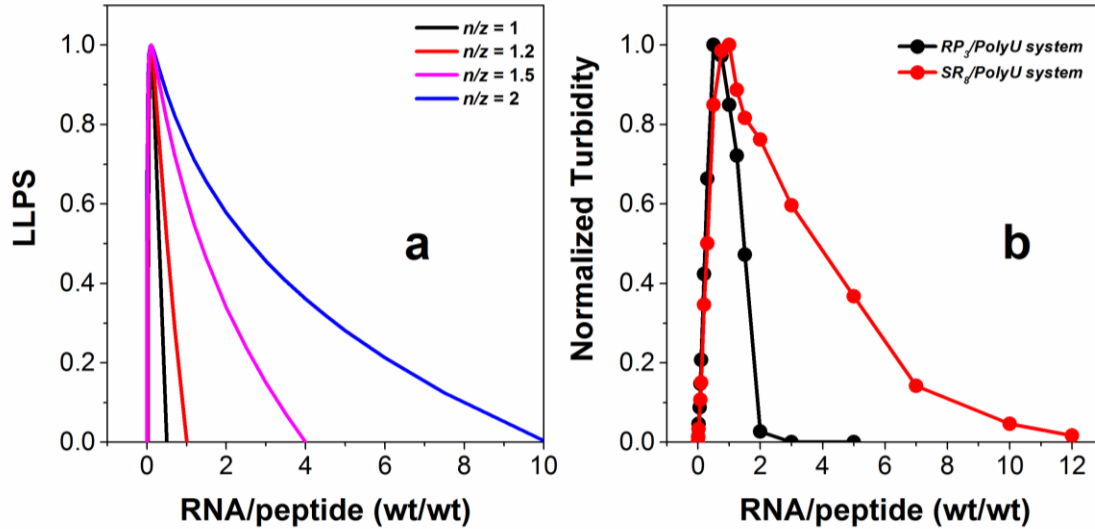 n/z = 1
n/z = 1.2
n/z = 1.5
n/z = 2
a
LLPS
1.0
0.8
0.6
0.4
0.2
0.0
0 2 4 6 8 10
RNA/peptide (wt/wt)
RP3/PolyU system
SR8/PolyU system
b
Normalized Turbidity
1.0
0.8
0.6
0.4
0.2
0.0
0 2 4 6 8 10 12
RNA/peptide (wt/wt)